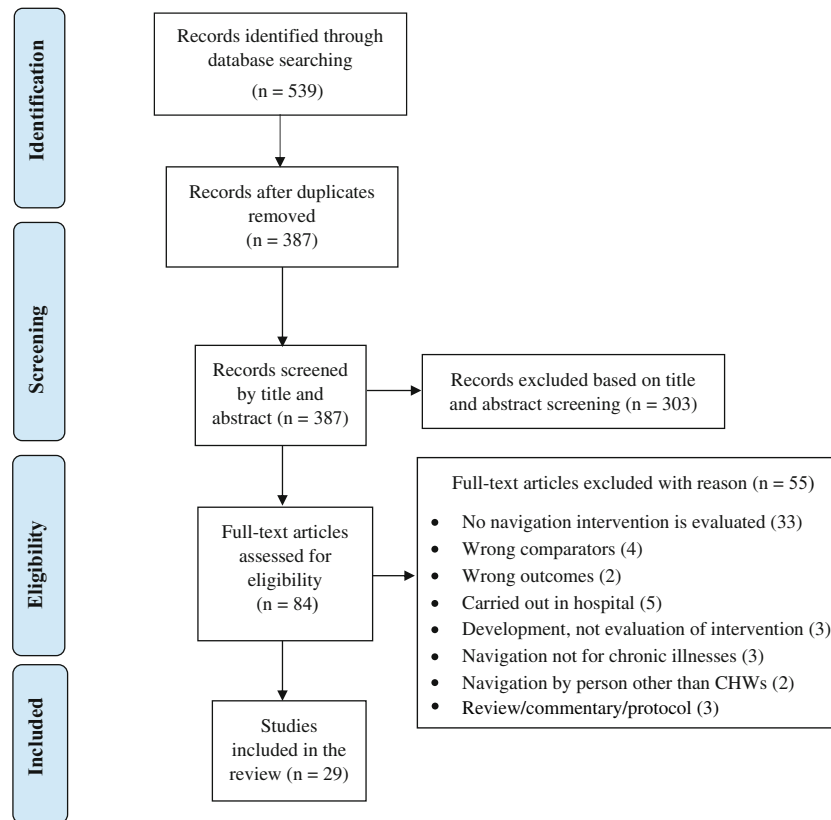 Identification
Records identified through
database searching
(n = 539)
Records after duplicates
removed
(n = 387)
Screening
Records screened
by title and
abstract (n = 387)
Records excluded based on title
and abstract screening (n = 303)
Eligibility
Full-text articles
assessed for
eligibility
(n = 84)
Full-text articles excluded with reason (n = 55)
• No navigation intervention is evaluated (33)
• Wrong comparators (4)
• Wrong outcomes (2)
• Carried out in hospital (5)
• Development, not evaluation of intervention (3)
• Navigation not for chronic illnesses (3)
• Navigation by person other than CHWs (2)
• Review/commentary/protocol (3)
Included
Studies
included in the
review (n = 29)